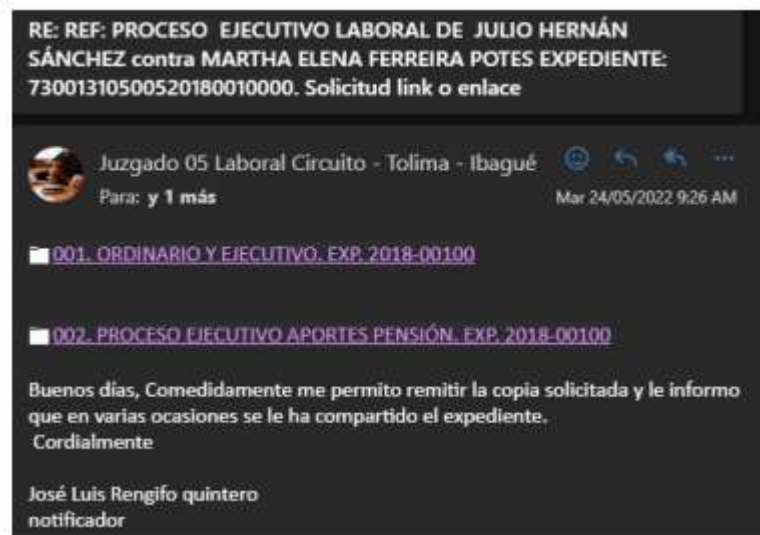 RE: REF: PROCESO EJECUTIVO LABORAL DE JULIO HERNÁN
SÁNCHEZ contra MARTHA ELENA FERREIRA POTES EXPEDIENTE:
73001310500520180010000. Solicitud link o enlace
Juzgado 05 Laboral Circuito - Tolima - Ibagué
Para: y 1 más
Mar 24/05/2022 9:26 AM
001. ORDINARIO Y EJECUTIVO. EXP. 2018-00100
002. PROCESO EJECUTIVO APORTES PENSIÓN. EXP. 2018-00100
Buenos días, Comedidamente me permito remitir la copia solicitada y le informo
que en varias ocasiones se le ha compartido el expediente.
Cordialmente
José Luis Rengifo quintero
notificador